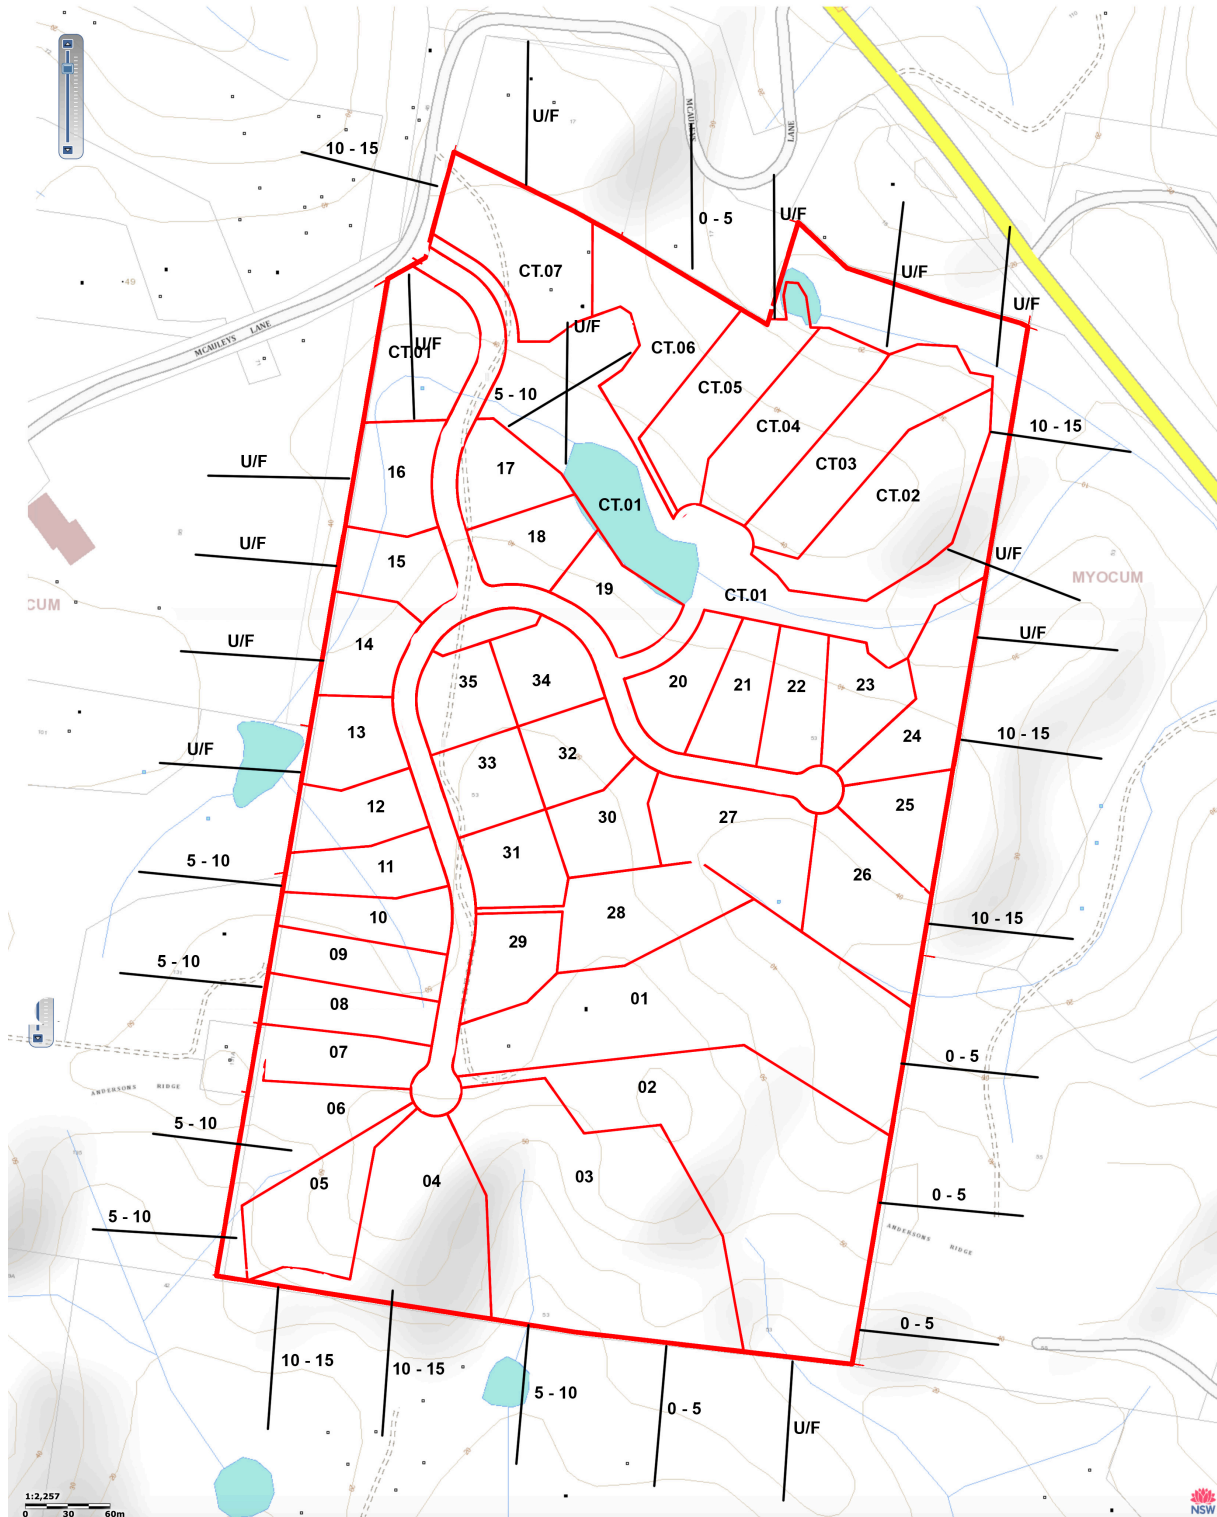 U/F
MCAULEYS
LANE
10 - 15
0 - 5
U/F
CT.07
U/F
U/F
MCAULEYS LANE
U/F
CT.01
U/F
CT.06
CT.05
5 - 10
CT.04
10 - 15
U/F
16
17
CT03
CT.02
CT.01
U/F
15
18
U/F
MYOCUM
CUM
19
CT.01
U/F
14
U/F
35
34
20
21
22
23
U/F
13
33
32
24
10 - 15
12
30
27
25
5 - 10
11
31
26
10
28
10 - 15
5 - 10
09
29
08
01
07
0 - 5
ANDERSONS RIDGE
06
02
5 - 10
05
04
03
0 - 5
5 - 10
ANDERSONS RIDGE
0 - 5
10 - 15
10 - 15
5 - 10
0 - 5
U/F
1:2,257
0 30 60m
NSW